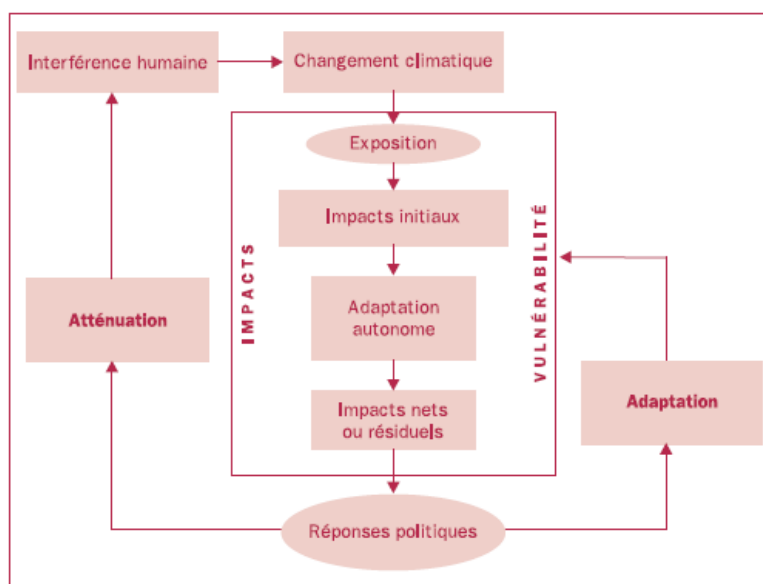 Interférence humaine
Changement climatique
Exposition
Impacts initiaux
IMPACTS
VULNÉRABILITÉ
Adaptation
autonome
Atténuation
Impacts nets
ou résiduels
Adaptation
Réponses politiques